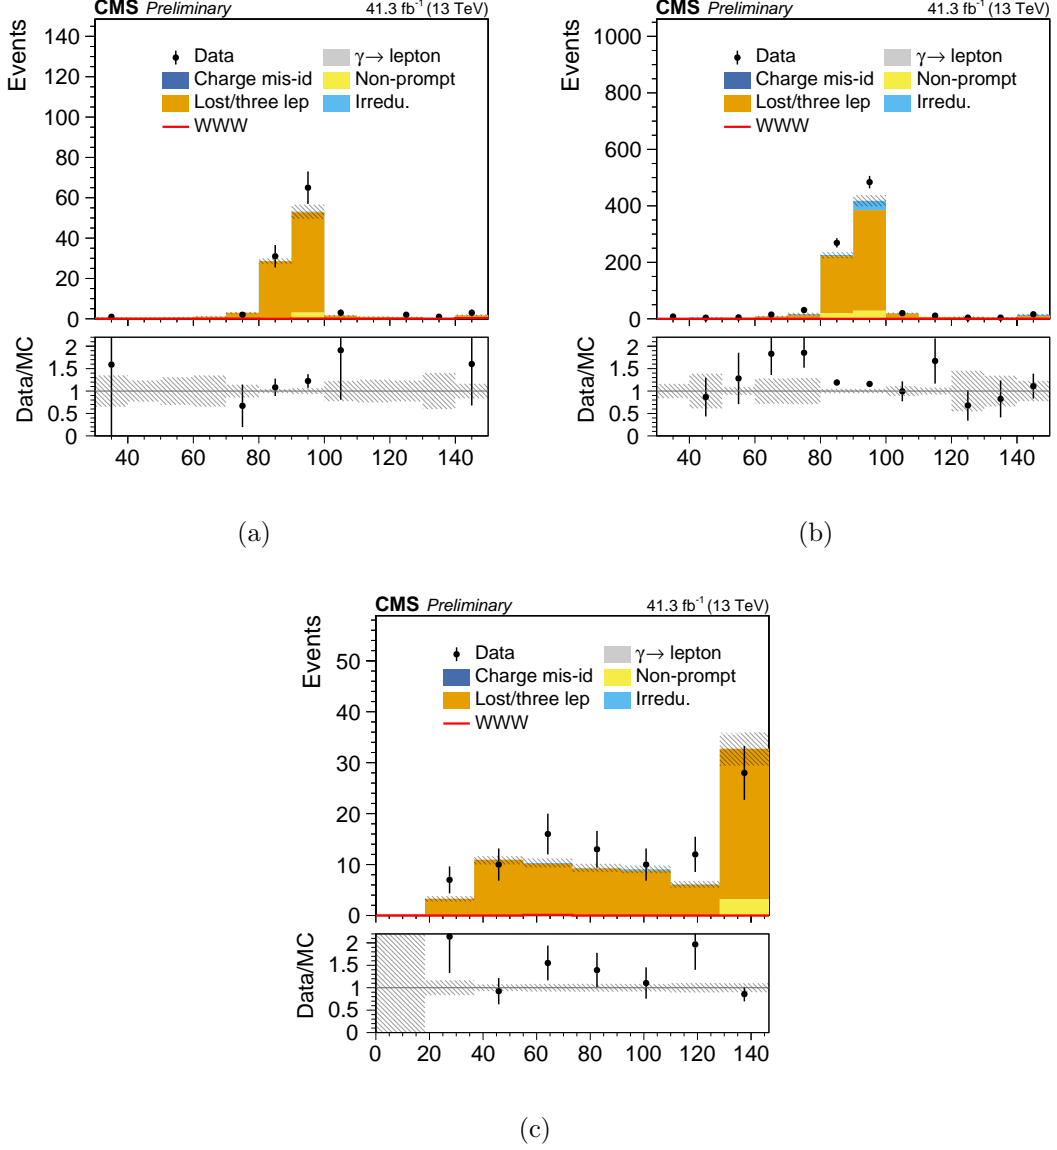 CMS Preliminary 41.3 fb⁻¹ (13 TeV)
Events
140
120
100
80
60
40
20
0
Data
Charge mis-id
Lost/three lep
WWW
γ→ lepton
Non-prompt
Irredu.
Data/MC
2
1.5
1
0.5
0
40 60 80 100 120 140
(a)
CMS Preliminary 41.3 fb⁻¹ (13 TeV)
Events
1000
800
600
400
200
0
Data
Charge mis-id
Lost/three lep
WWW
γ→ lepton
Non-prompt
Irredu.
Data/MC
2
1.5
1
0.5
0
40 60 80 100 120 140
(b)
CMS Preliminary 41.3 fb⁻¹ (13 TeV)
Events
50
40
30
20
10
0
Data
Charge mis-id
Lost/three lep
WWW
γ→ lepton
Non-prompt
Irredu.
Data/MC
2
1.5
1
0.5
0
0 20 40 60 80 100 120 140
(c)